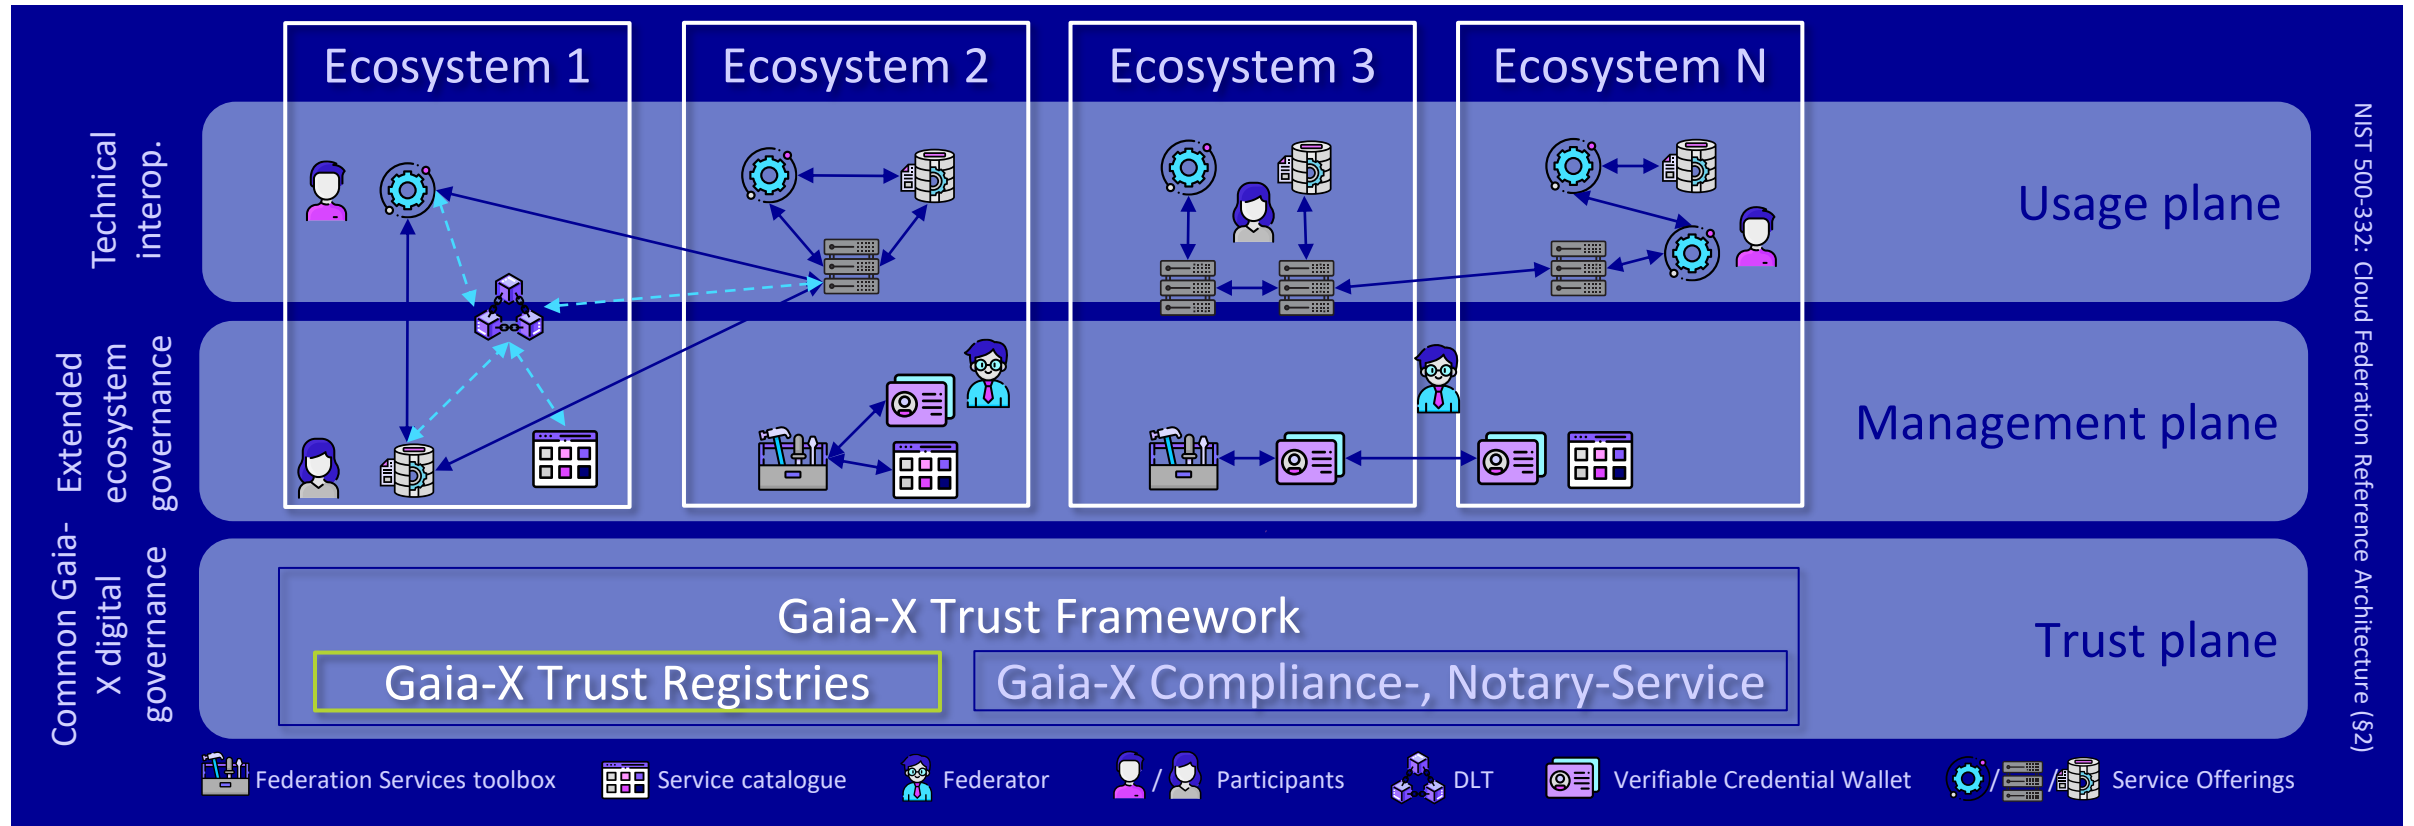 Ecosystem 1
Ecosystem 2
Ecosystem 3
Ecosystem N
Technical
interop.
Usage plane
Extended
ecosystem
governance
Management plane
Common Gaia-
X digital
governance
Gaia-X Trust Framework
Gaia-X Trust Registries
Gaia-X Compliance-, Notary-Service
Trust plane
NIST 500-332: Cloud Federation Reference Architecture (§2)
Federation Services toolbox
Service catalogue
Federator
/
Participants
DLT
Verifiable Credential Wallet
/ /
Service Offerings